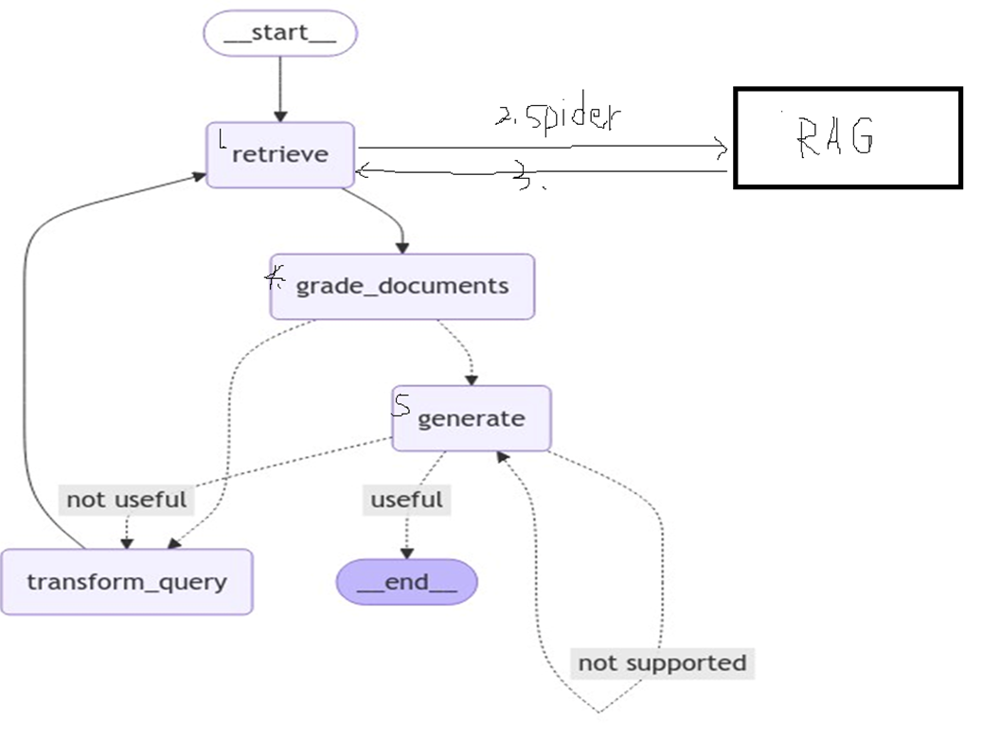 __start__
2. Spider
RAG
1 retrieve
3.
4 grade_documents
5 generate
not useful
useful
transform_query
__end__
not supported